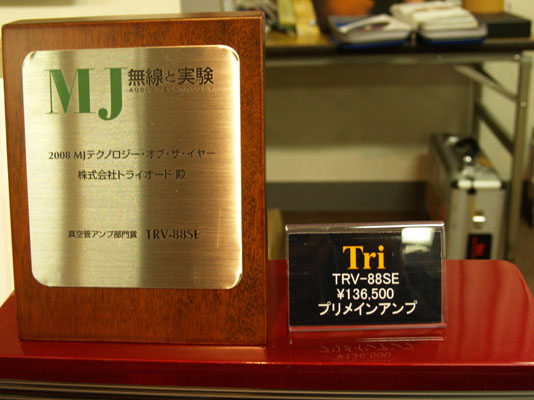 MJ 無線と実験
AUDIO TECHNOLOGY
2008 MJテクノロジー・オブ・ザ・イヤー
株式会社トライオード 殿
真空管アンプ部門賞 TRV-88SE
Tri
TRV-88SE
¥136,500
プリメインアンプ